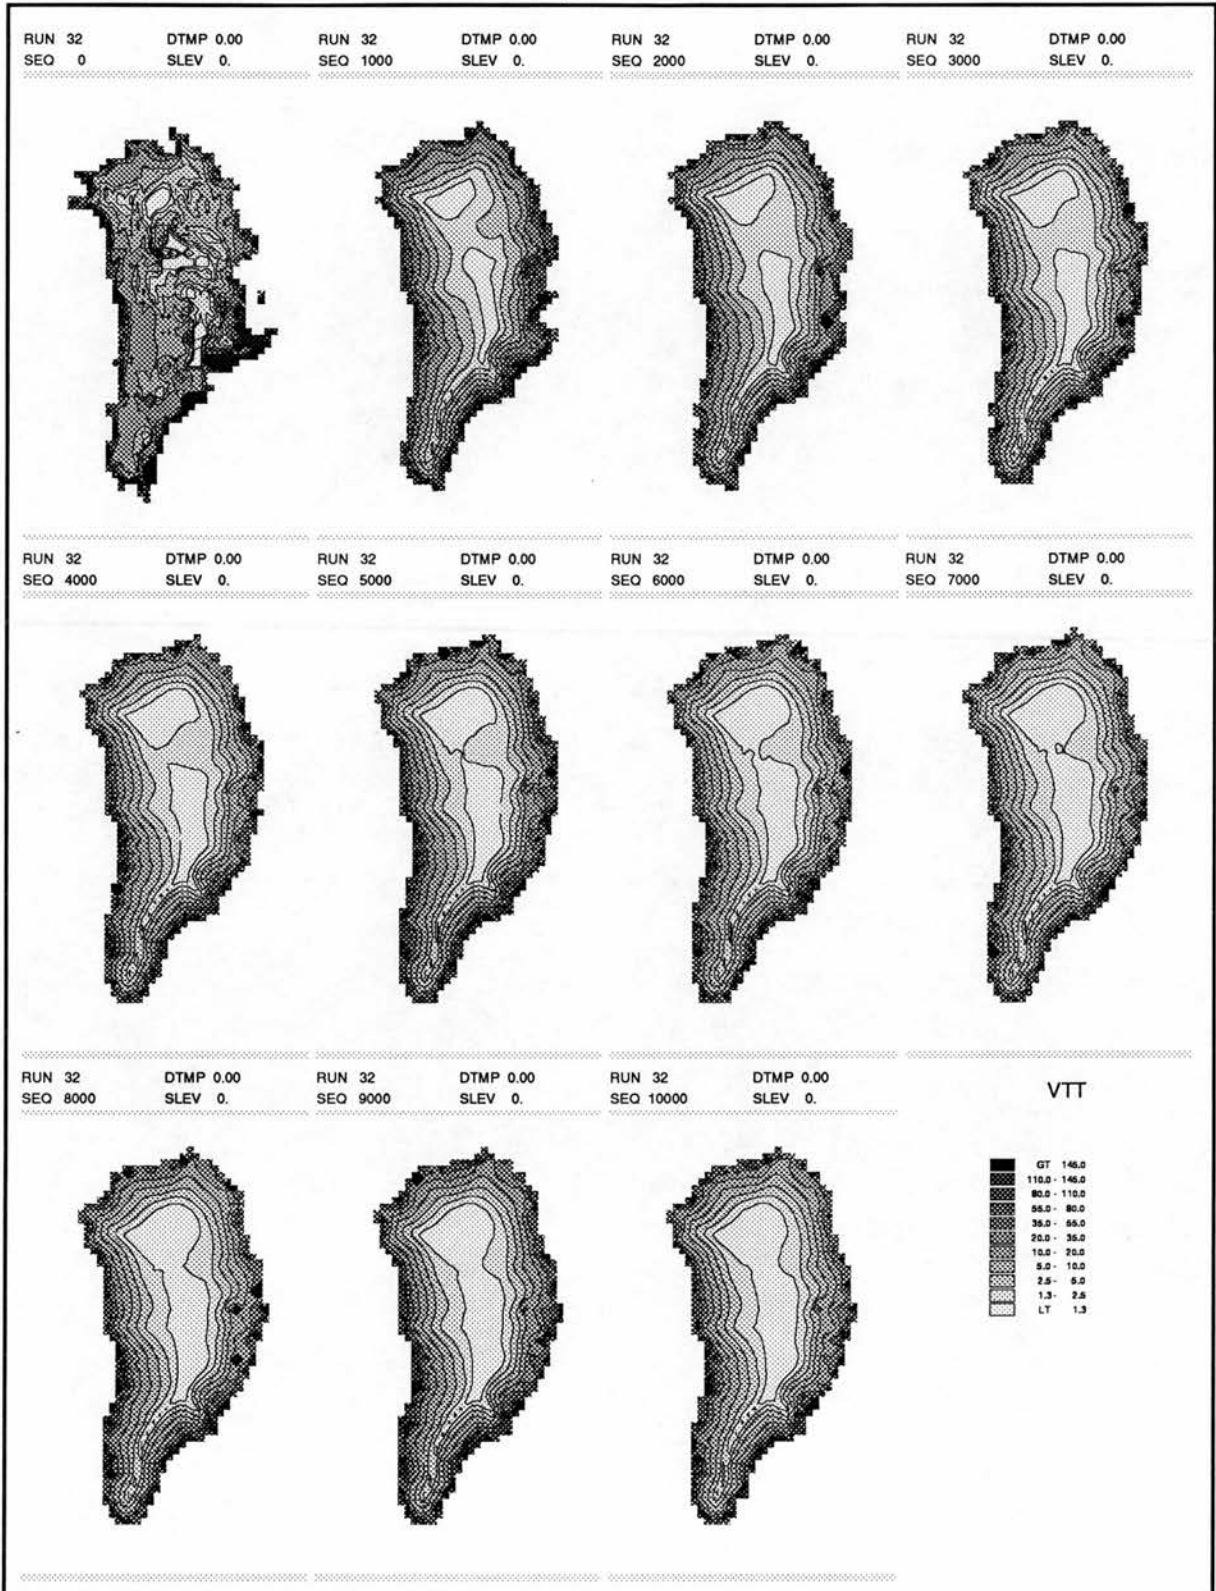 RUN 32 DTMP 0.00 RUN 32 DTMP 0.00 RUN 32 DTMP 0.00 RUN 32 DTMP 0.00
SEQ 0 SLEV 0. SEQ 1000 SLEV 0. SEQ 2000 SLEV 0. SEQ 3000 SLEV 0.
RUN 32 DTMP 0.00 RUN 32 DTMP 0.00 RUN 32 DTMP 0.00 RUN 32 DTMP 0.00
SEQ 4000 SLEV 0. SEQ 5000 SLEV 0. SEQ 6000 SLEV 0. SEQ 7000 SLEV 0.
RUN 32 DTMP 0.00 RUN 32 DTMP 0.00 RUN 32 DTMP 0.00
SEQ 8000 SLEV 0. SEQ 9000 SLEV 0. SEQ 10000 SLEV 0.
VTT
GT 145.0
110.0 - 145.0
80.0 - 110.0
55.0 - 80.0
35.0 - 55.0
20.0 - 35.0
10.0 - 20.0
5.0 - 10.0
2.5 - 5.0
1.3 - 2.5
LT 1.3